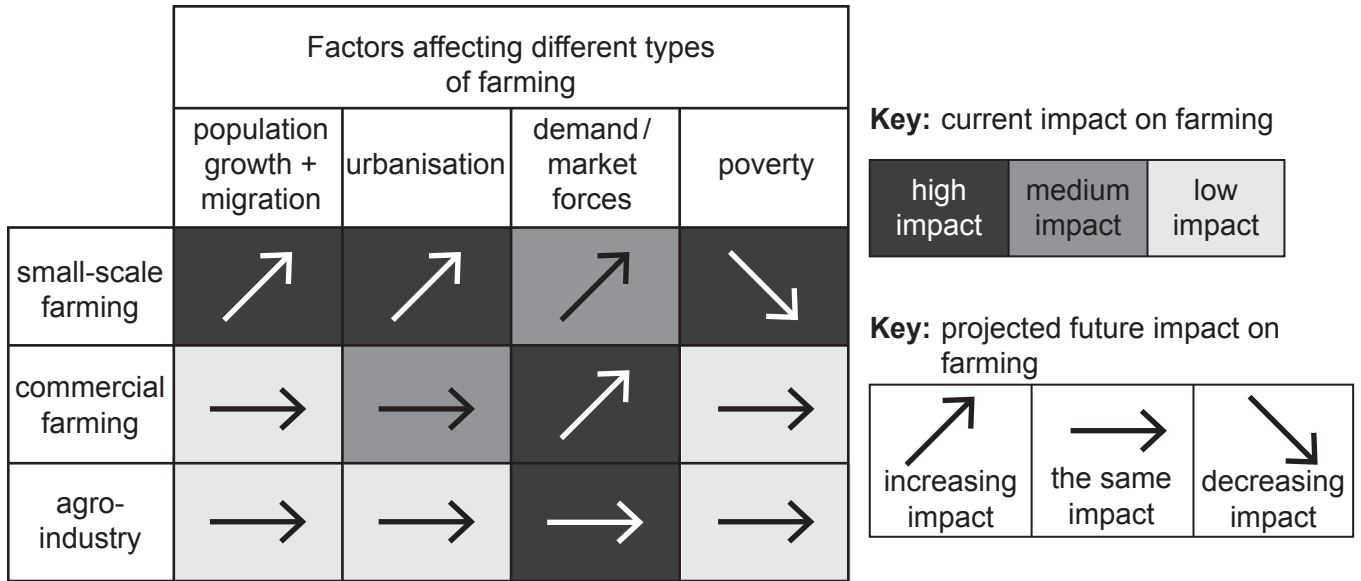 Factors affecting different types
of farming
population
growth +
migration
urbanisation
demand /
market
forces
poverty
small-scale
farming
commercial
farming
agro-
industry
Key: current impact on farming
high
impact
medium
impact
low
impact
Key: projected future impact on
farming
increasing
impact
the same
impact
decreasing
impact